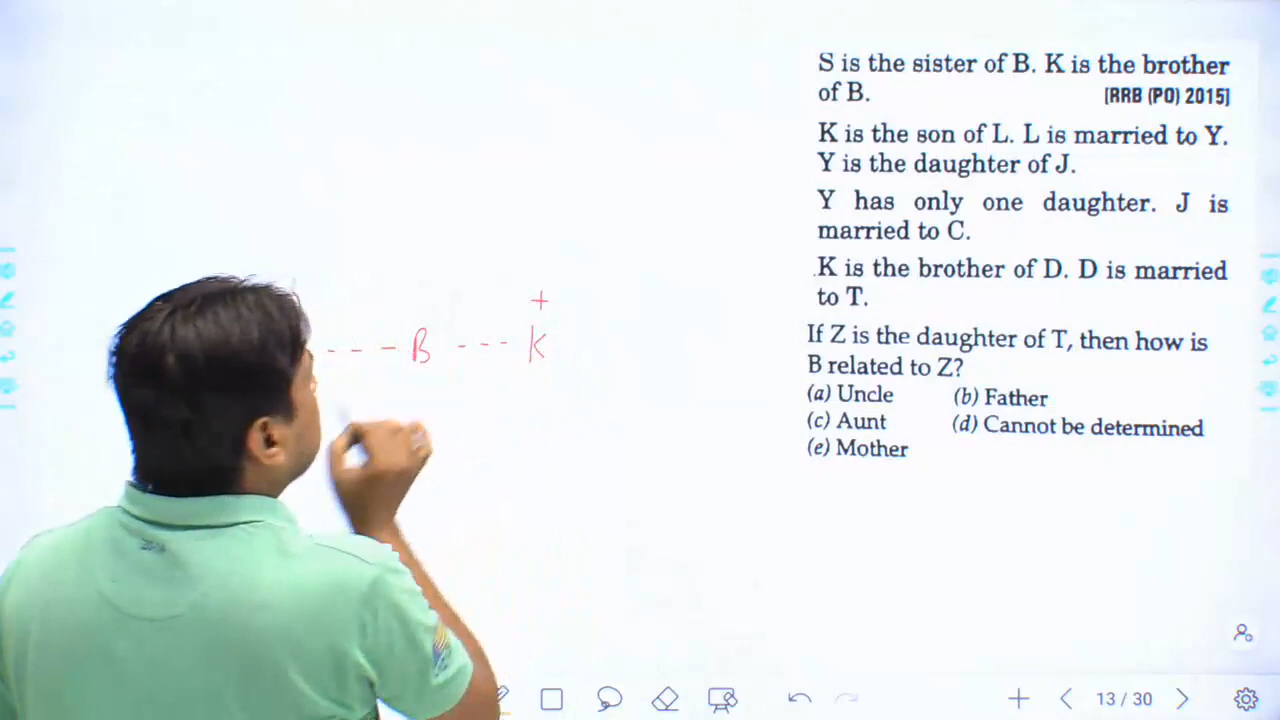 S is the sister of B. K is the brother
of B. [RRB (PO) 2015]
K is the son of L. L is married to Y.
Y is the daughter of J.
Y has only one daughter. J is
married to C.
K is the brother of D. D is married
to T.
If Z is the daughter of T, then how is
B related to Z?
(a) Uncle (b) Father
(c) Aunt (d) Cannot be determined
(e) Mother
+
--- B --- K
13 / 30